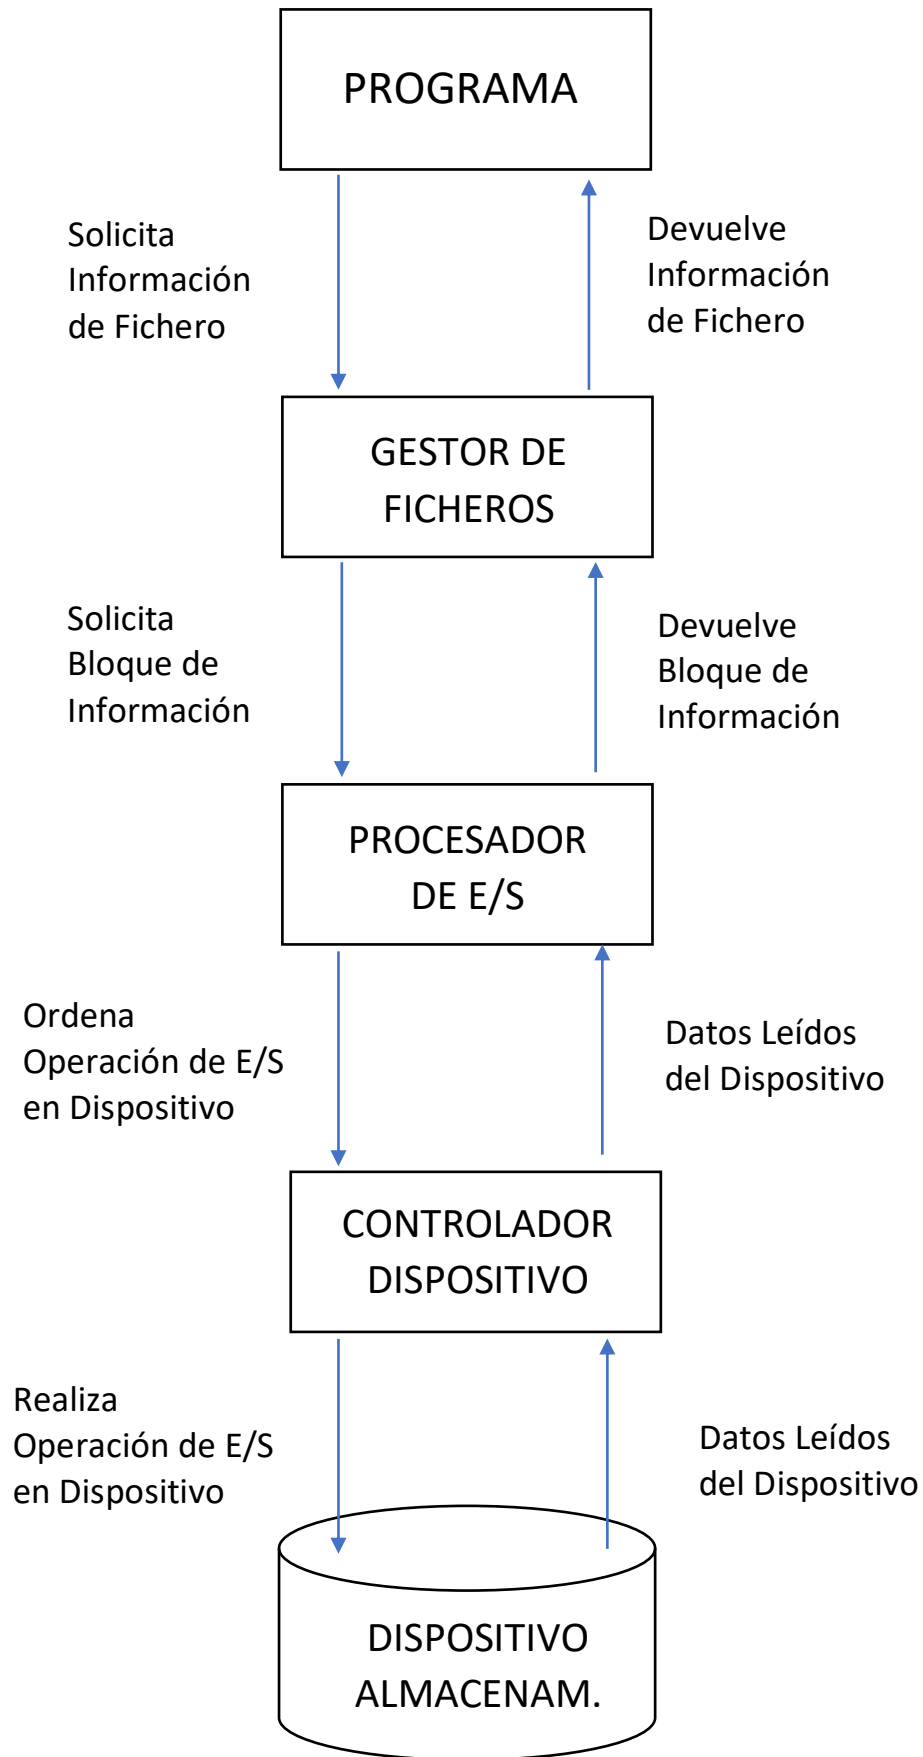 PROGRAMA
Solicita
Información
de Fichero
Devuelve
Información
de Fichero
GESTOR DE
FICHEROS
Solicita
Bloque de
Información
Devuelve
Bloque de
Información
PROCESADOR
DE E/S
Ordena
Operación de E/S
en Dispositivo
Datos Leídos
del Dispositivo
CONTROLADOR
DISPOSITIVO
Realiza
Operación de E/S
en Dispositivo
Datos Leídos
del Dispositivo
DISPOSITIVO
ALMACENAM.